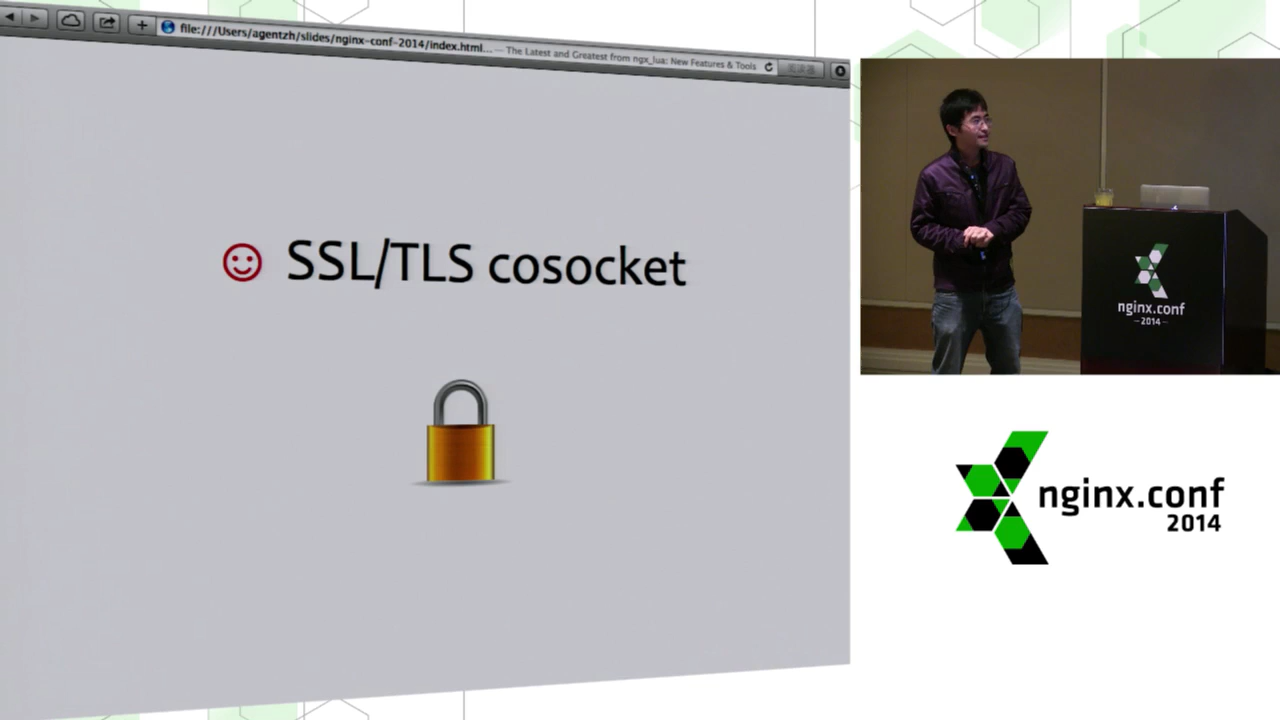 file:///Users/agentzh/slides/nginx-conf-2014/index.html... — The Latest and Greatest from ngx_lua: New Features & Tools
SSL/TLS cosocket
nginx.conf
—2014—
nginx.conf
2014